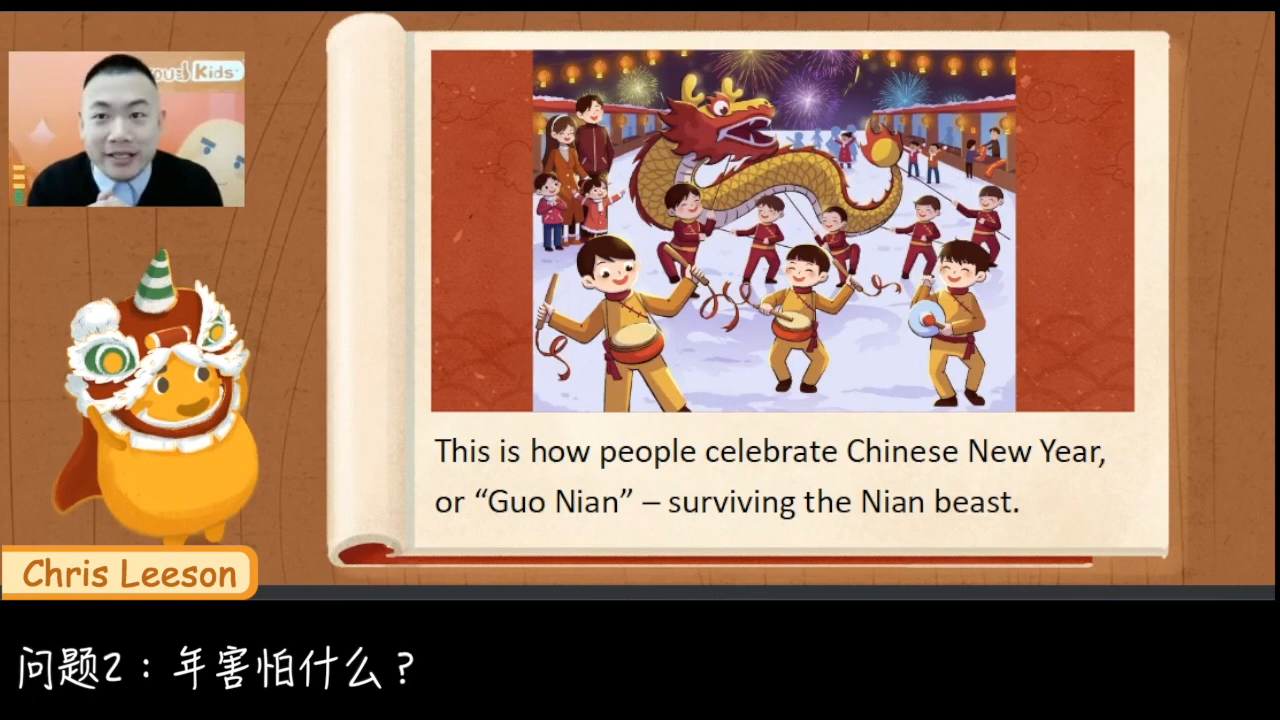 Kids
This is how people celebrate Chinese New Year,
or “Guo Nian” – surviving the Nian beast.
Chris Leeson
问题2：年害怕什么？